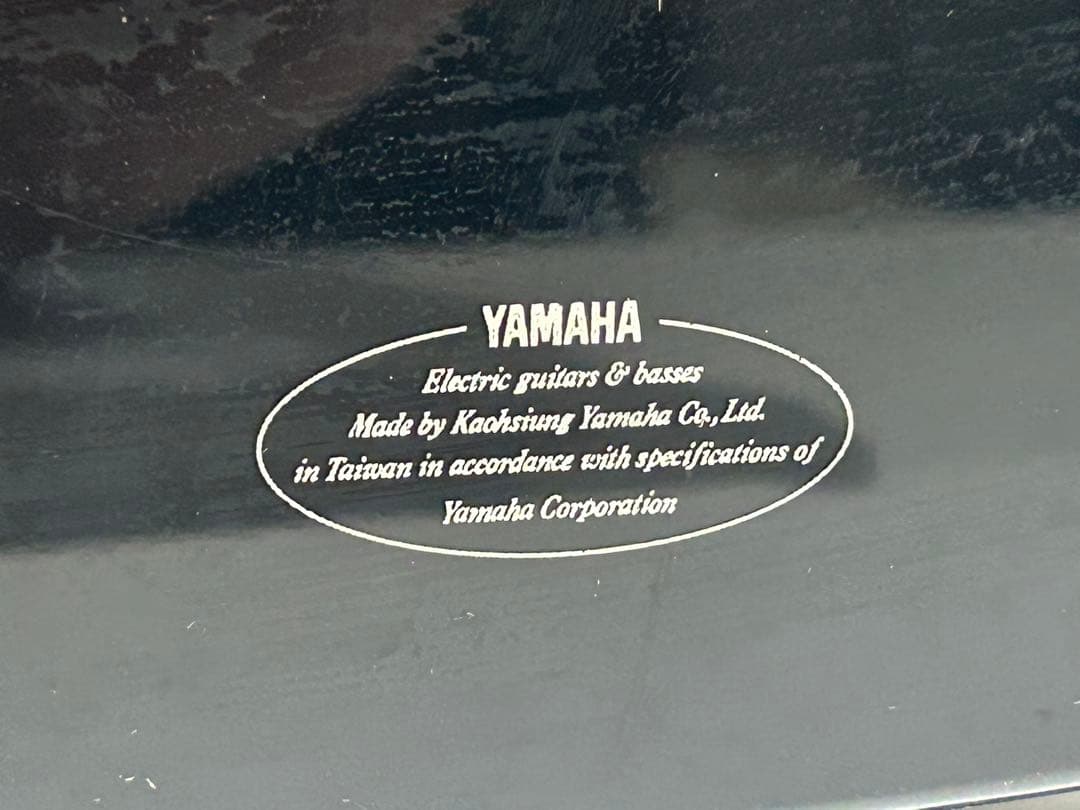 YAMAHA
Electric guitars & basses
Made by Kaohsiung Yamaha Co., Ltd.
in Taiwan in accordance with specifications of
Yamaha Corporation